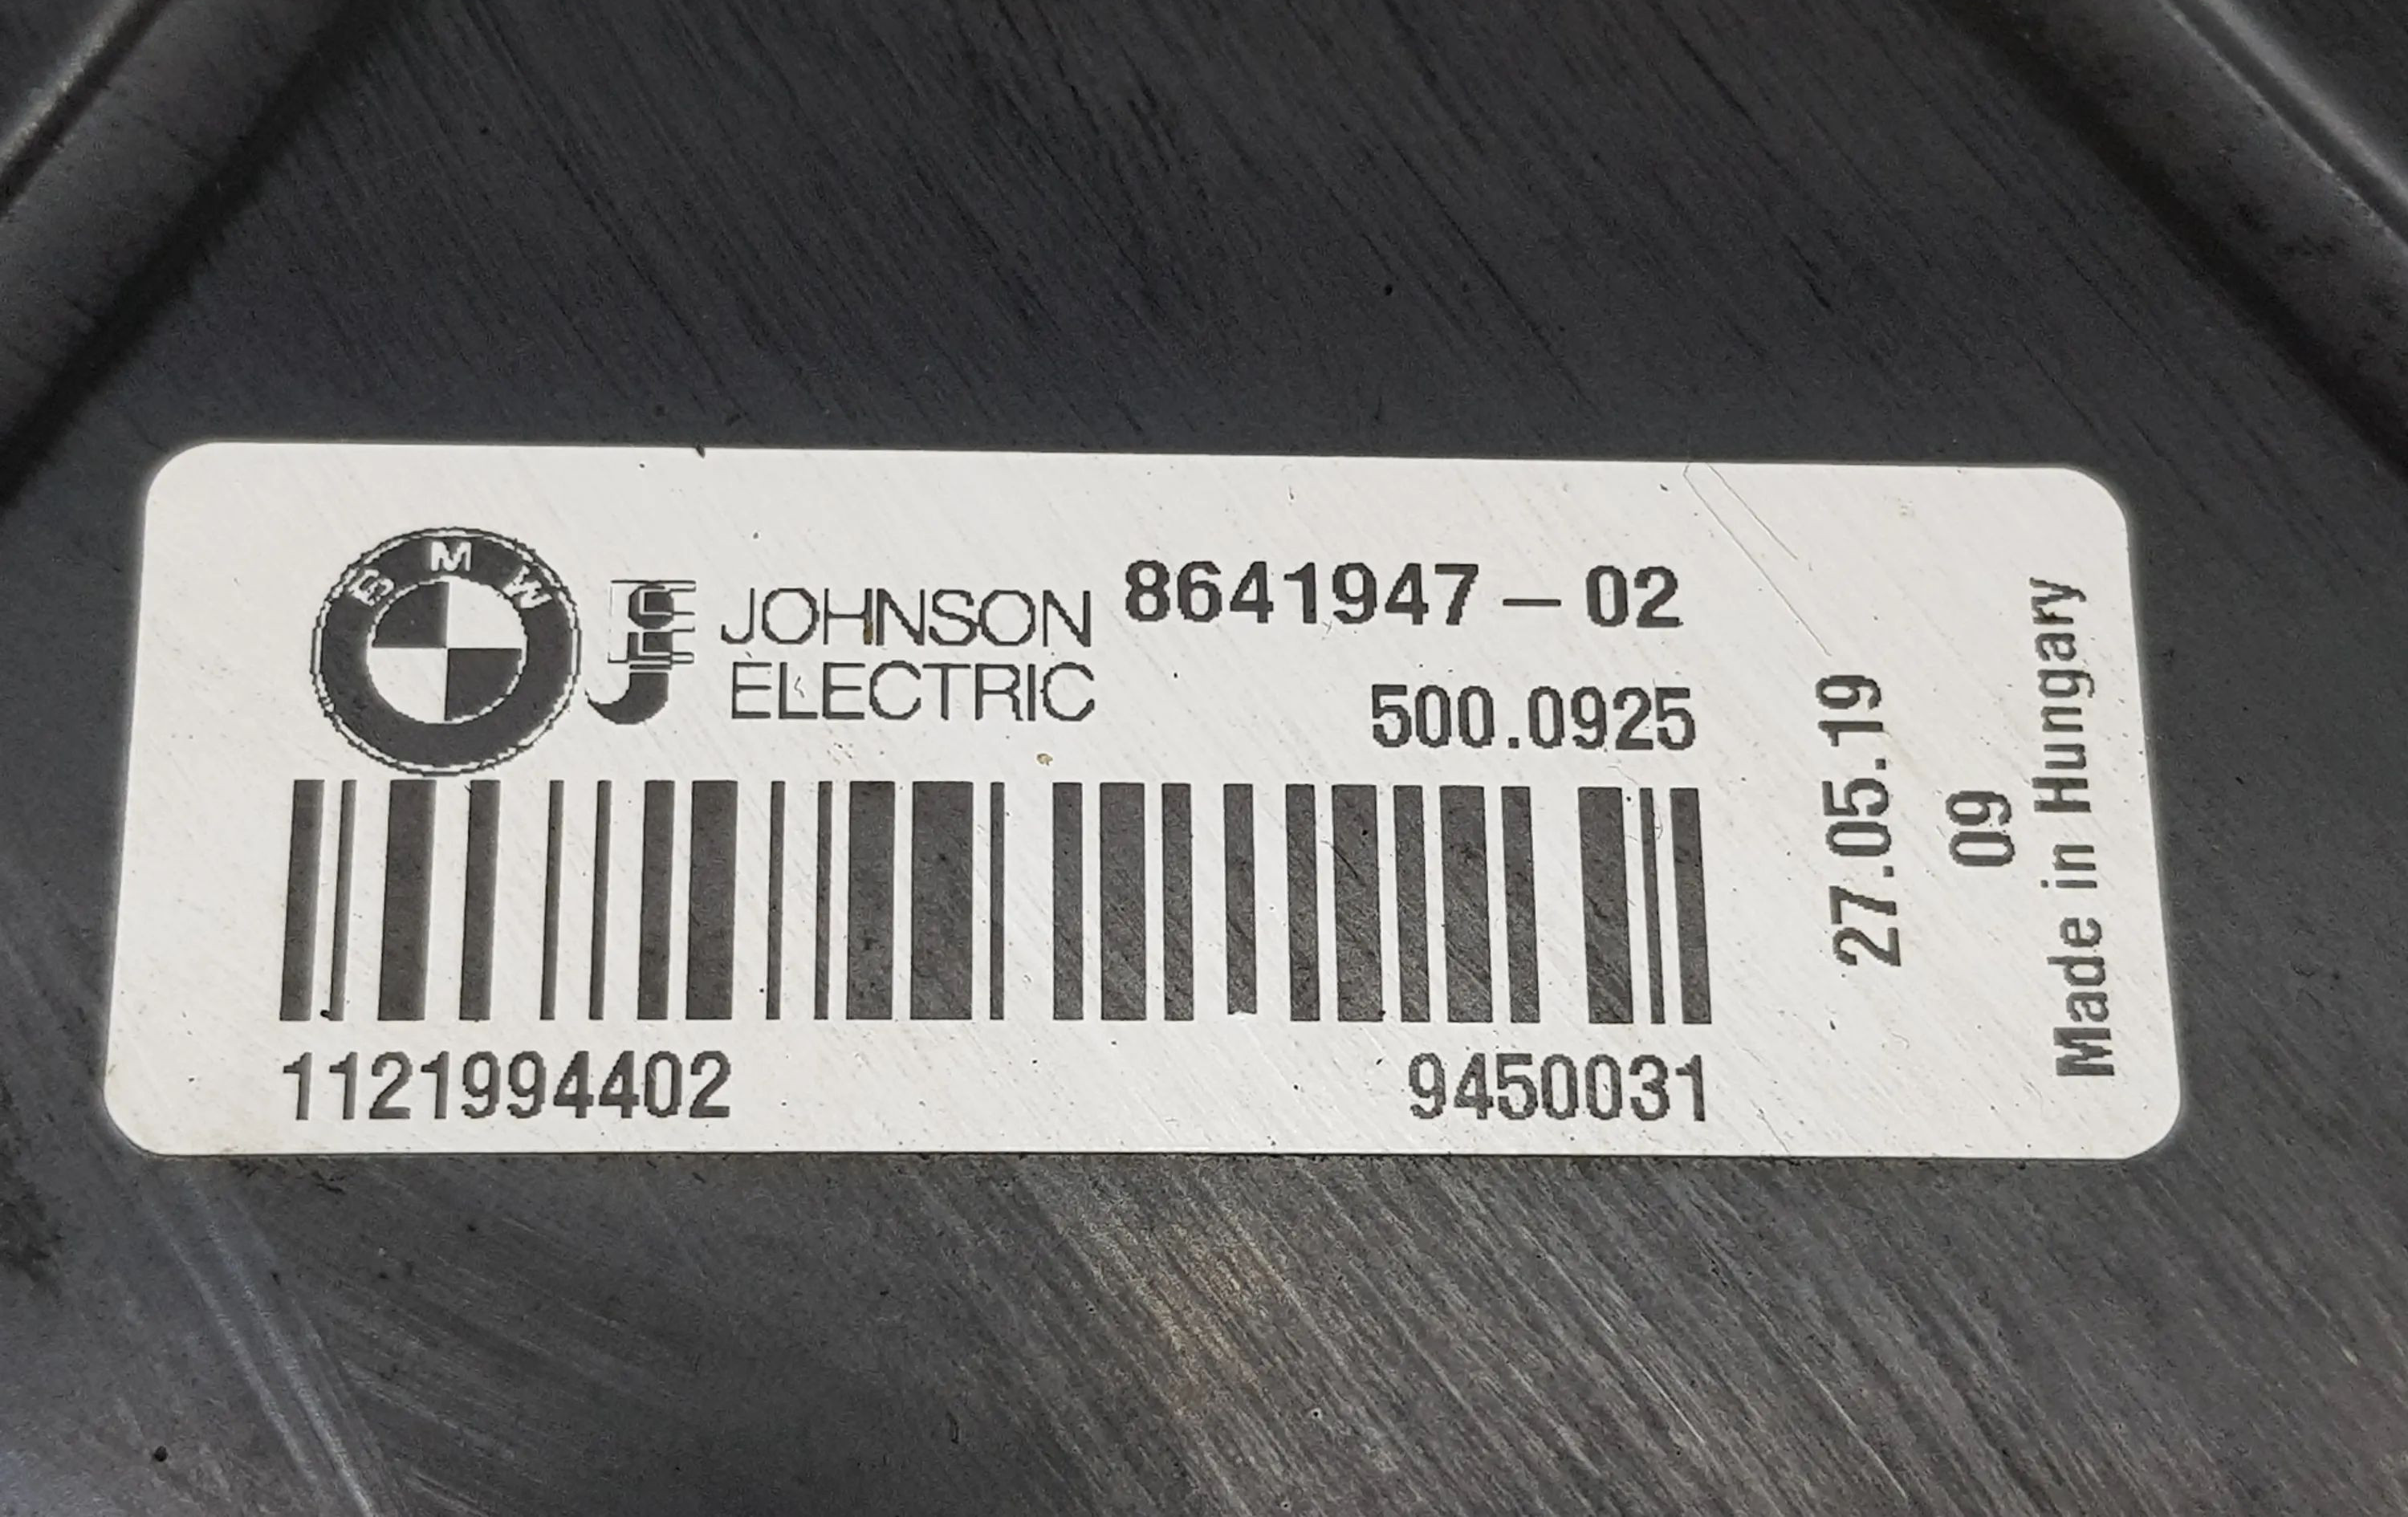 BMW
JOHNSON
ELECTRIC
8641947-02
500.0925
1121994402
9450031
27.05.19
09
Made in Hungary